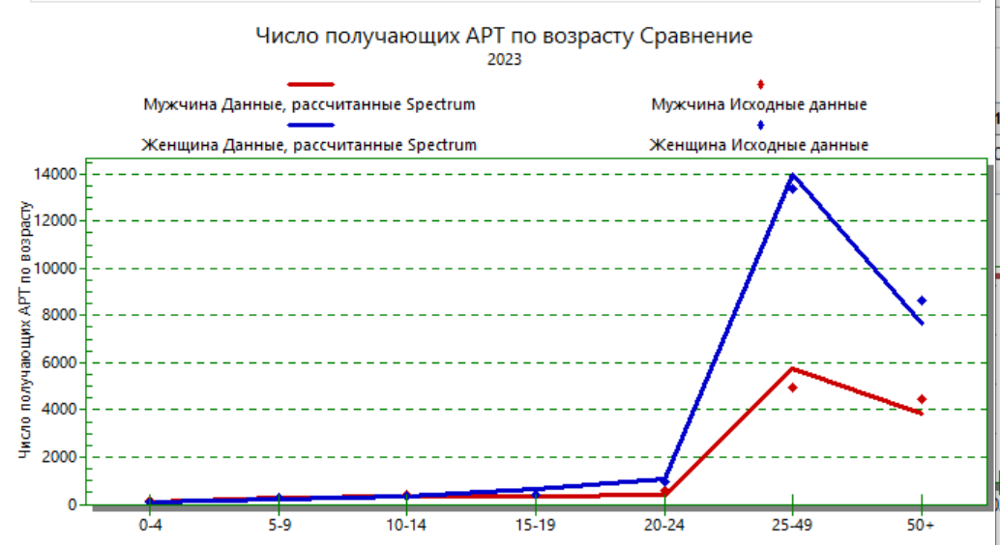 Число получающих АРТ по возрасту Сравнение
2023
Мужчина Данные, рассчитанные Spectrum
Мужчина Исходные данные
Женщина Данные, рассчитанные Spectrum
Женщина Исходные данные
Число получающих АРТ по возрасту
14000
12000
10000
8000
6000
4000
2000
0
0-4 5-9 10-14 15-19 20-24 25-49 50+